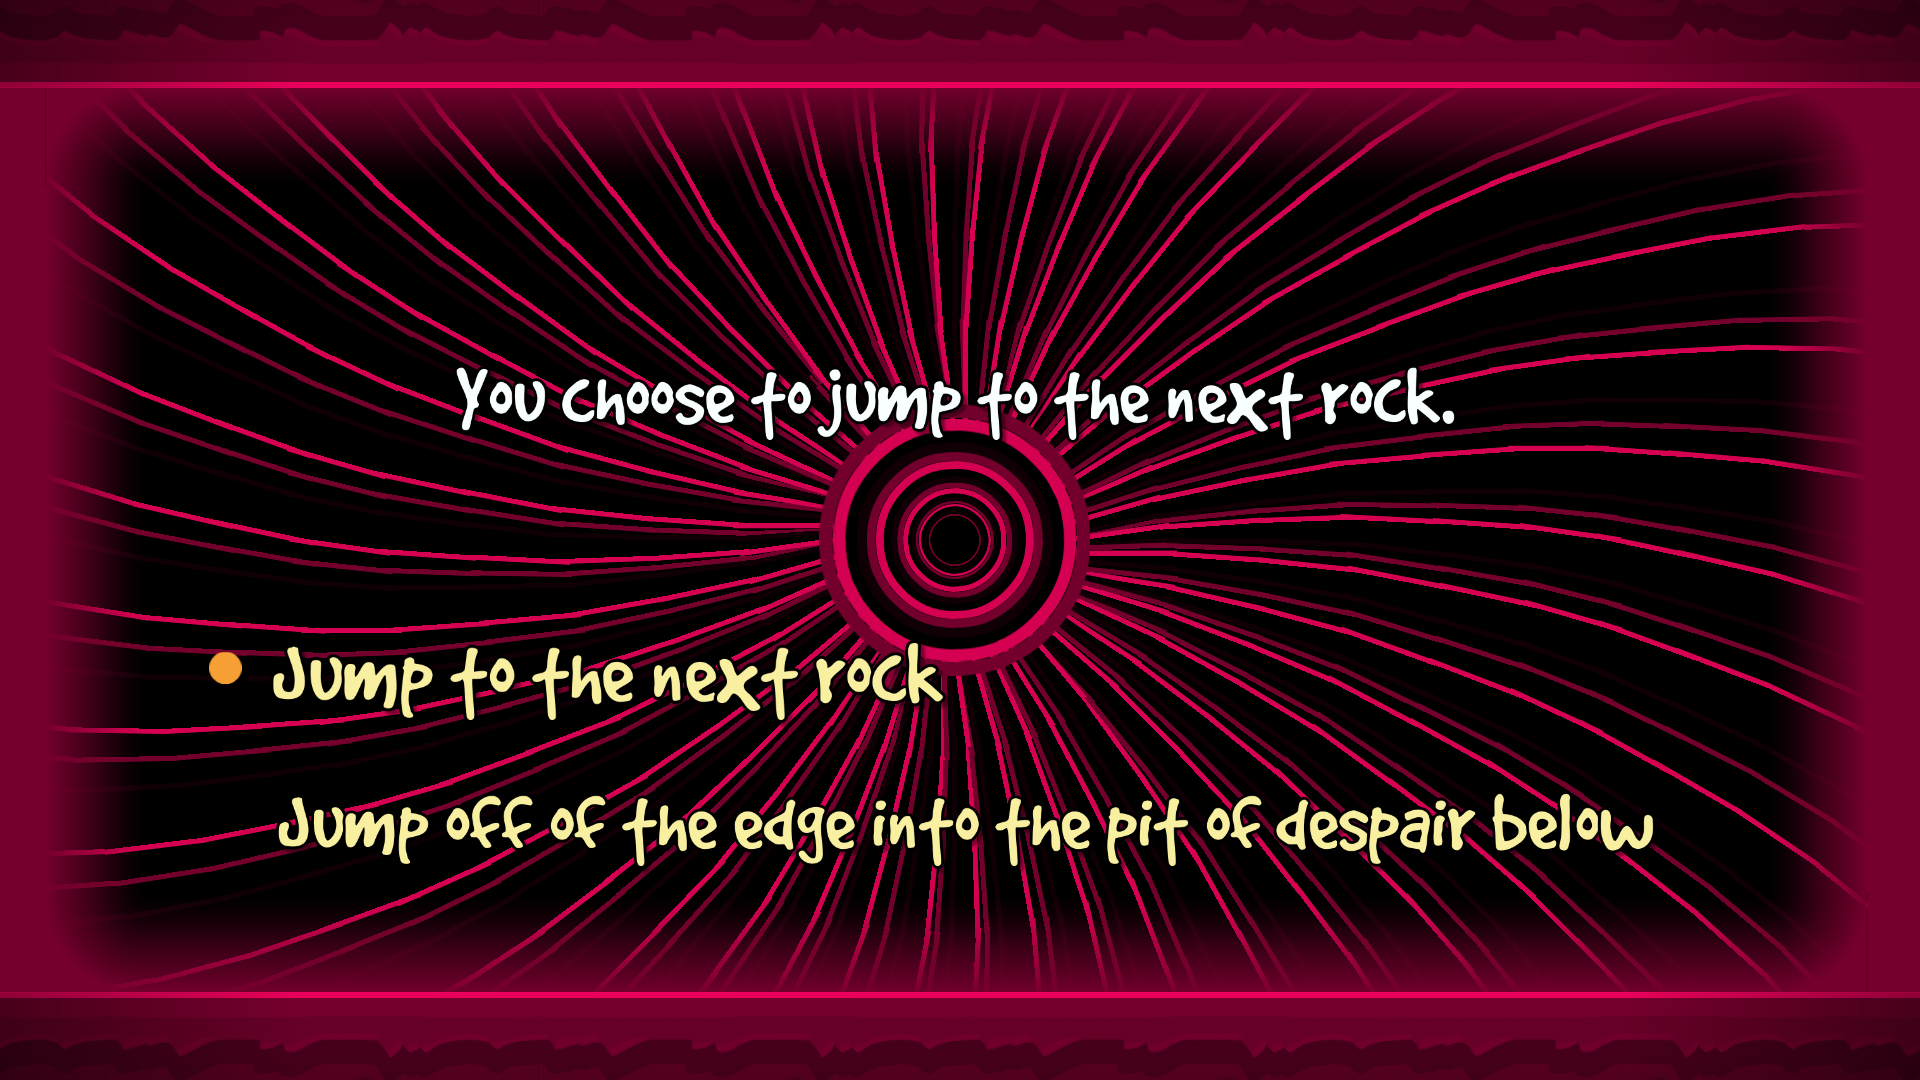 You choose to jump to the next rock.
Jump to the next rock
Jump off of the edge into the pit of despair below